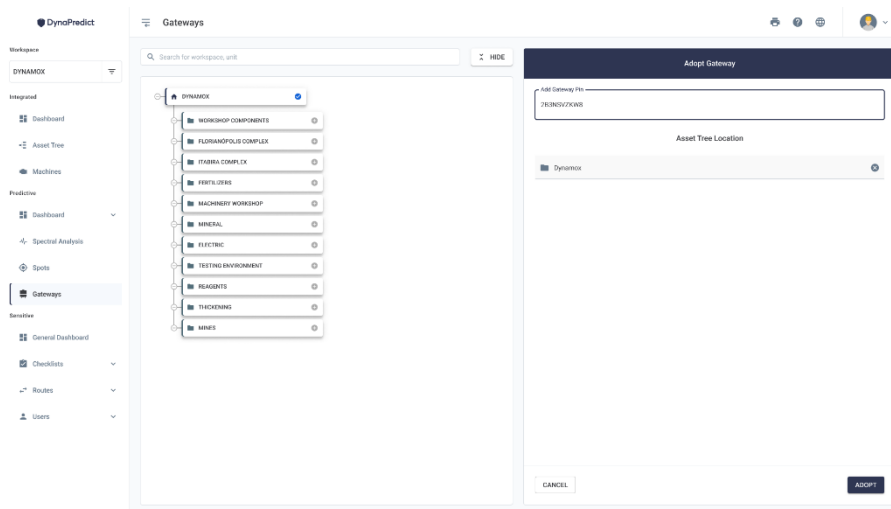 DynaPredict
Workspace
DYNAMOX
Integrated
Dashboard
Asset Tree
Machines
Predictive
Dashboard
Spectral Analysis
Spots
Gateways
Sensitive
General Dashboard
Checklists
Routes
Users
Gateways
Search for workspace, unit
HIDE
DYNAMOX
WORKSHOP COMPONENTS
FLORIANÓPOLIS COMPLEX
ITABIRA COMPLEX
FERTILIZERS
MACHINERY WORKSHOP
MINERAL
ELECTRIC
TESTING ENVIRONMENT
REAGENTS
THICKENING
MINES
Adopt Gateway
Add Gateway Pin
7B3NSVZKW8
Asset Tree Location
Dynamox
CANCEL
ADOPT